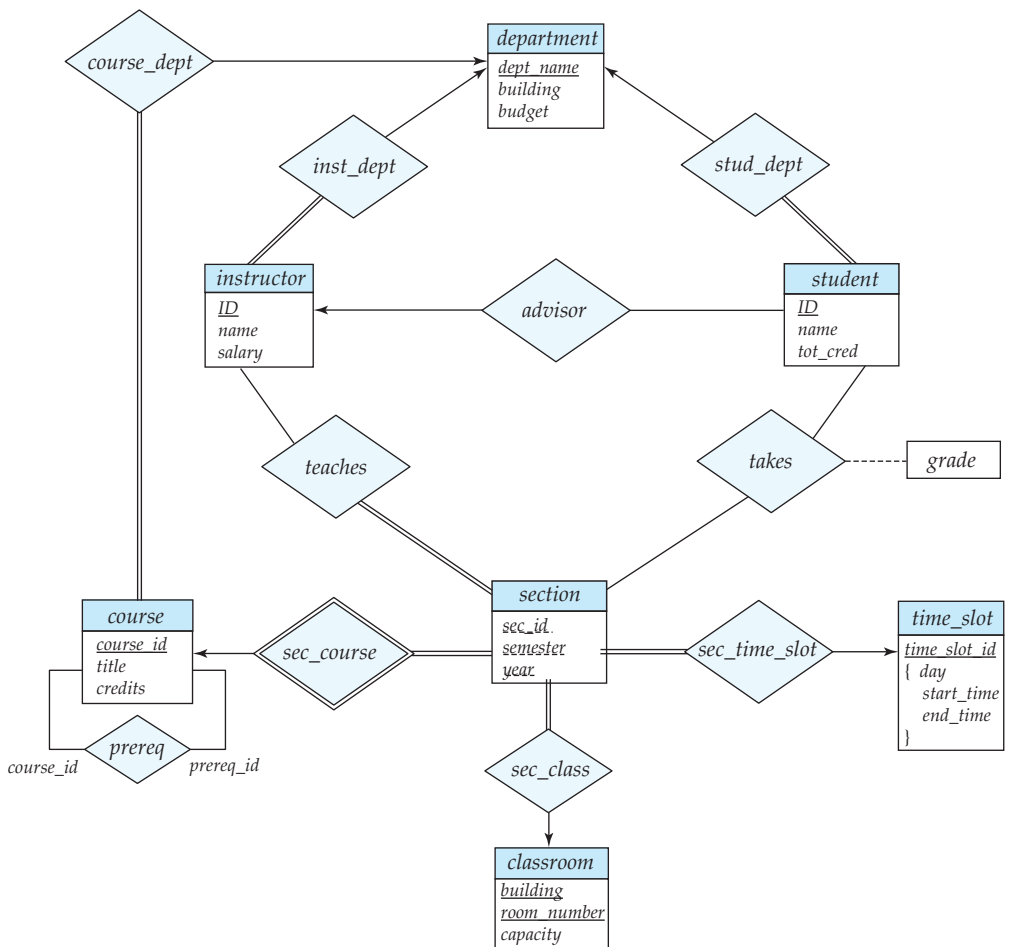 department
course_dept
dept_name
building
budget
inst_dept
stud_dept
instructor
ID
name
salary
advisor
student
ID
name
tot_cred
teaches
takes
grade
course
course_id
title
credits
sec_course
section
sec_id
semester
year
sec_time_slot
time_slot
time_slot_id
{ day
start_time
end_time
}
prereq
course_id
prereq_id
sec_class
classroom
building
room_number
capacity